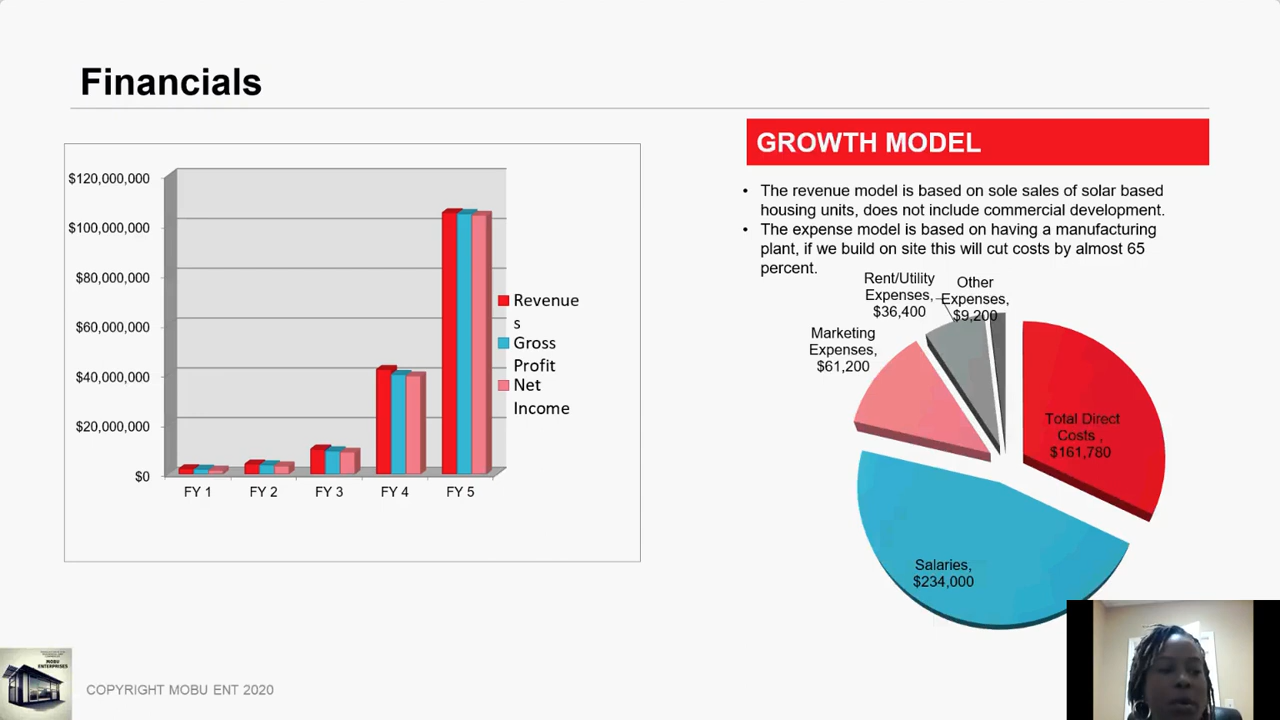 Financials
$120,000,000
$100,000,000
$80,000,000
$60,000,000
$40,000,000
$20,000,000
$0
FY 1
FY 2
FY 3
FY 4
FY 5
Revenue
s
Gross
Profit
Net
Income
GROWTH MODEL
• The revenue model is based on sole sales of solar based
housing units, does not include commercial development.
• The expense model is based on having a manufacturing
plant, if we build on site this will cut costs by almost 65
percent.
Rent/Utility
Expenses,
$36,400
Other
Expenses,
$9,200
Marketing
Expenses,
$61,200
Total Direct
Costs ,
$161,780
Salaries,
$234,000
MOBU
ENTERPRISES
COPYRIGHT MOBU ENT 2020